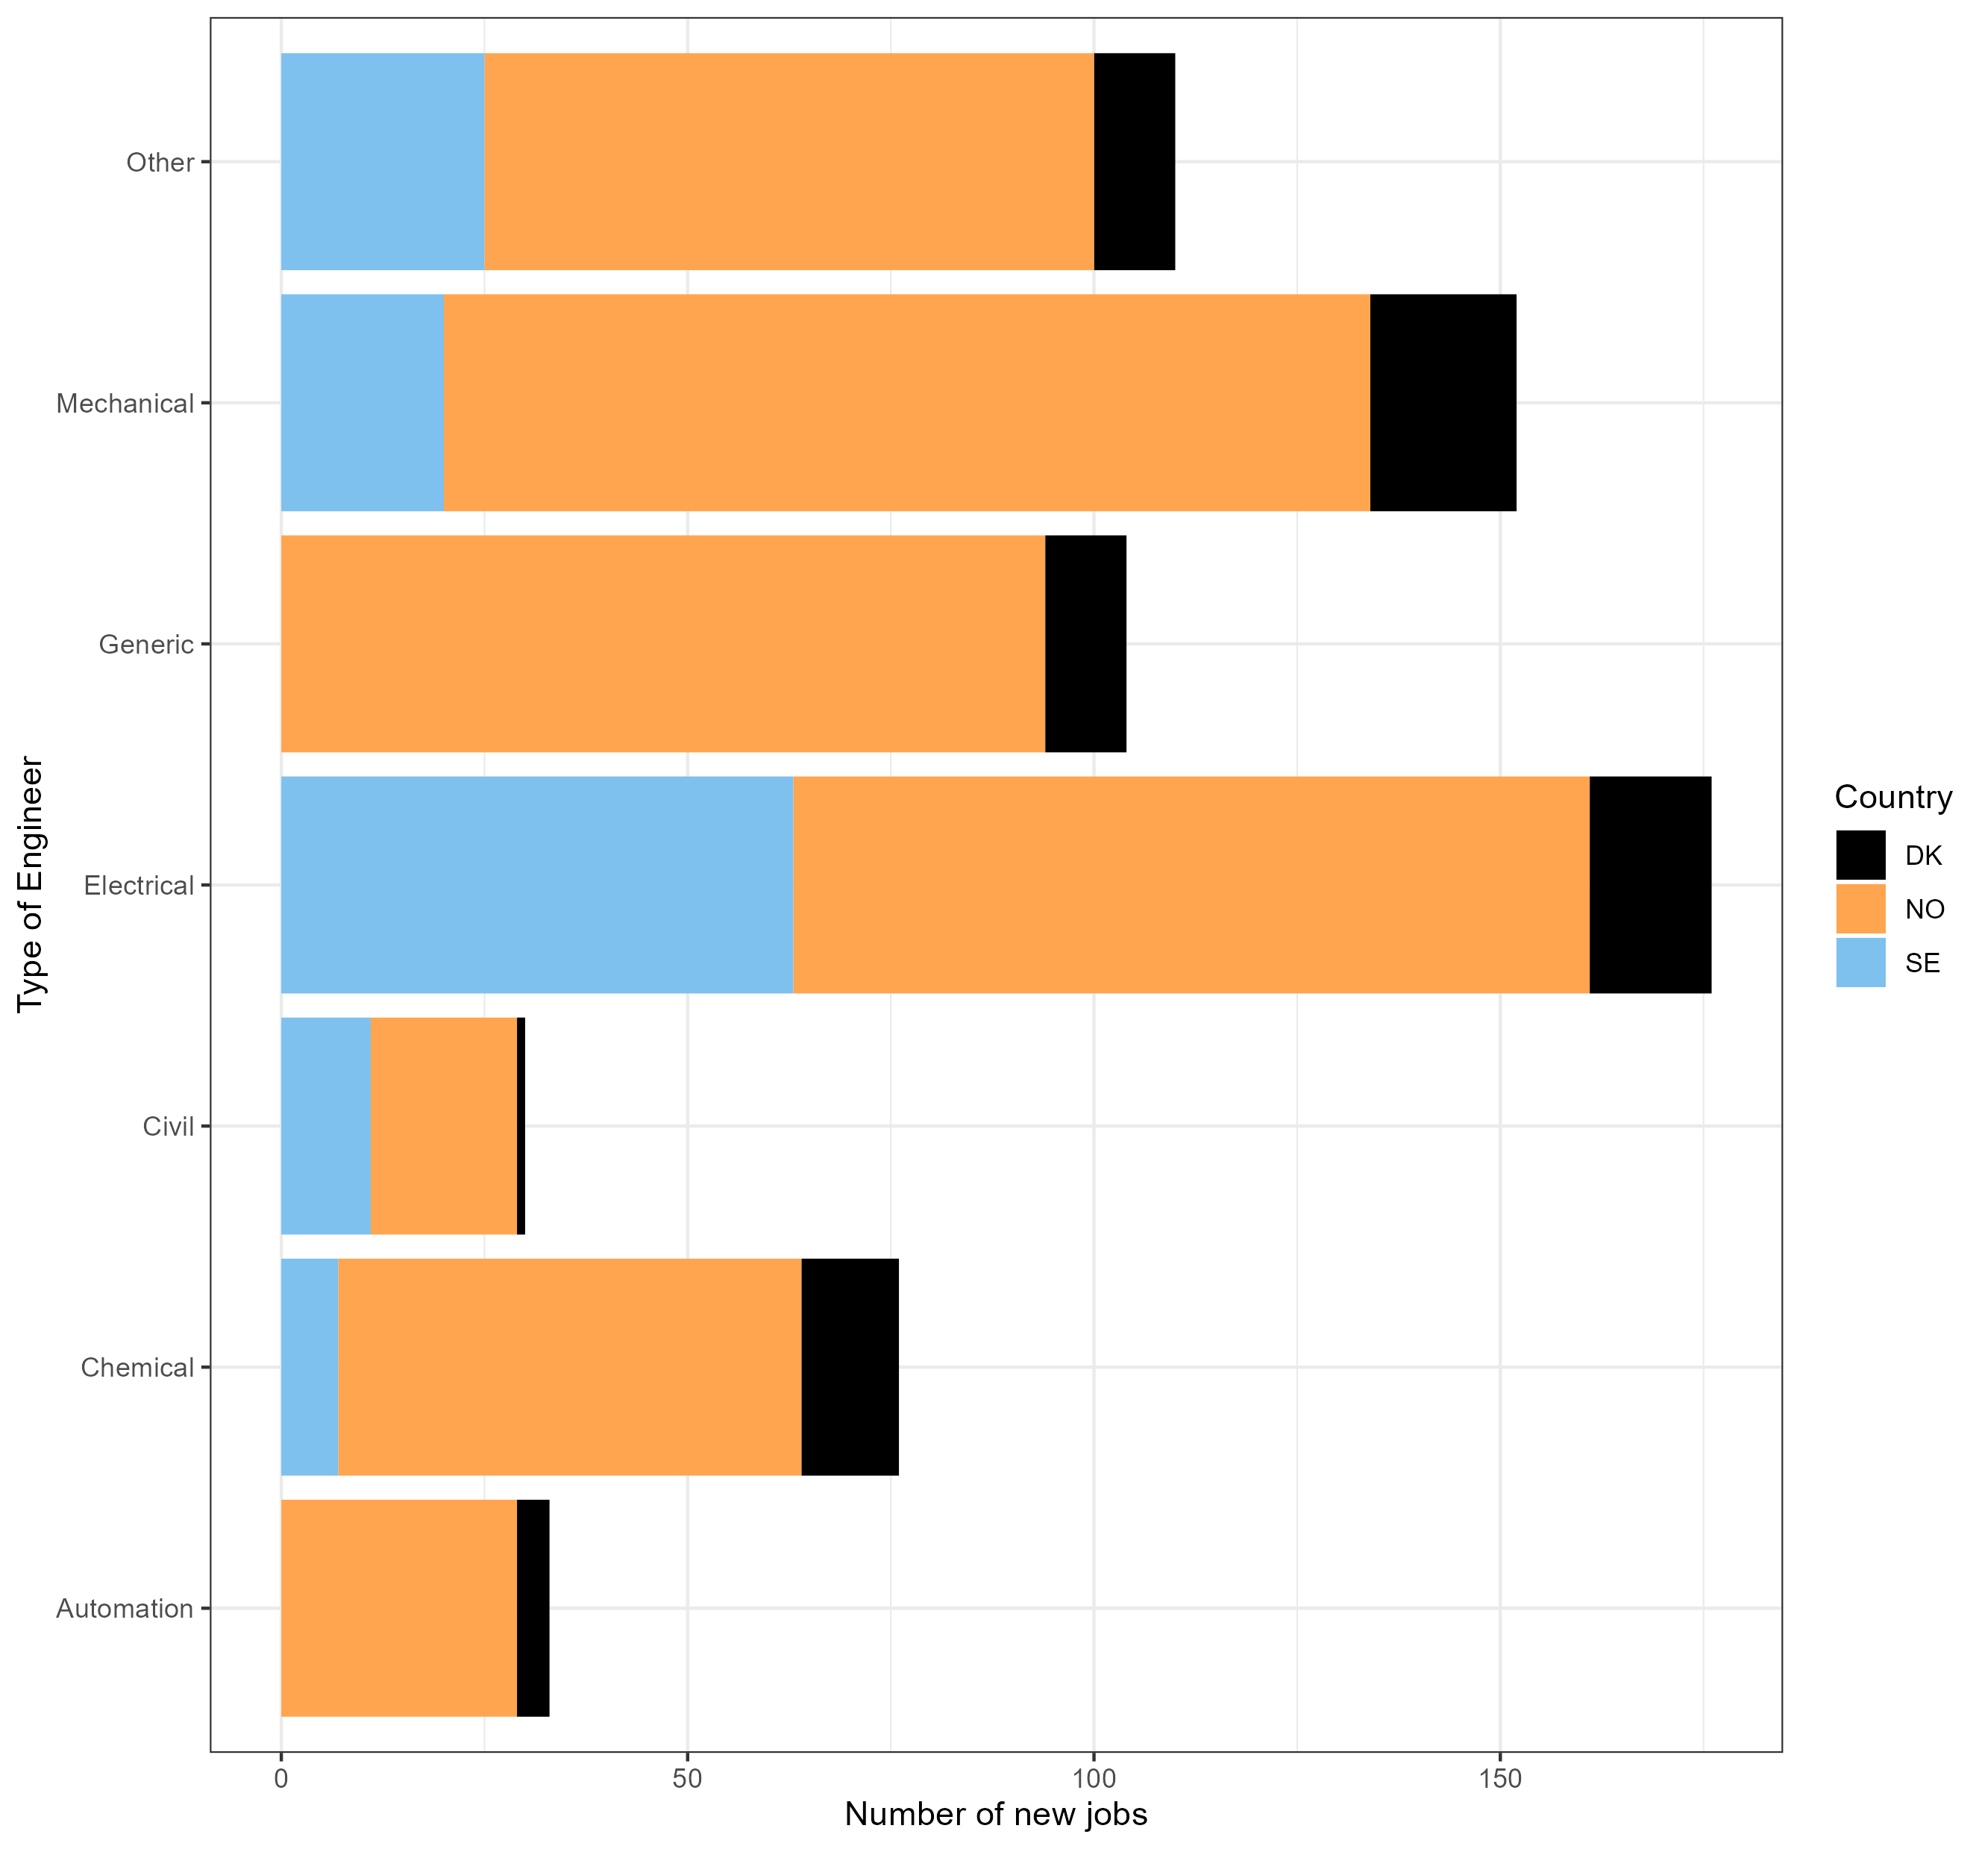 Other
Mechanical
Generic
Electrical
Civil
Chemical
Automation
Type of Engineer
0 50 100 150
Number of new jobs
Country
DK
NO
SE